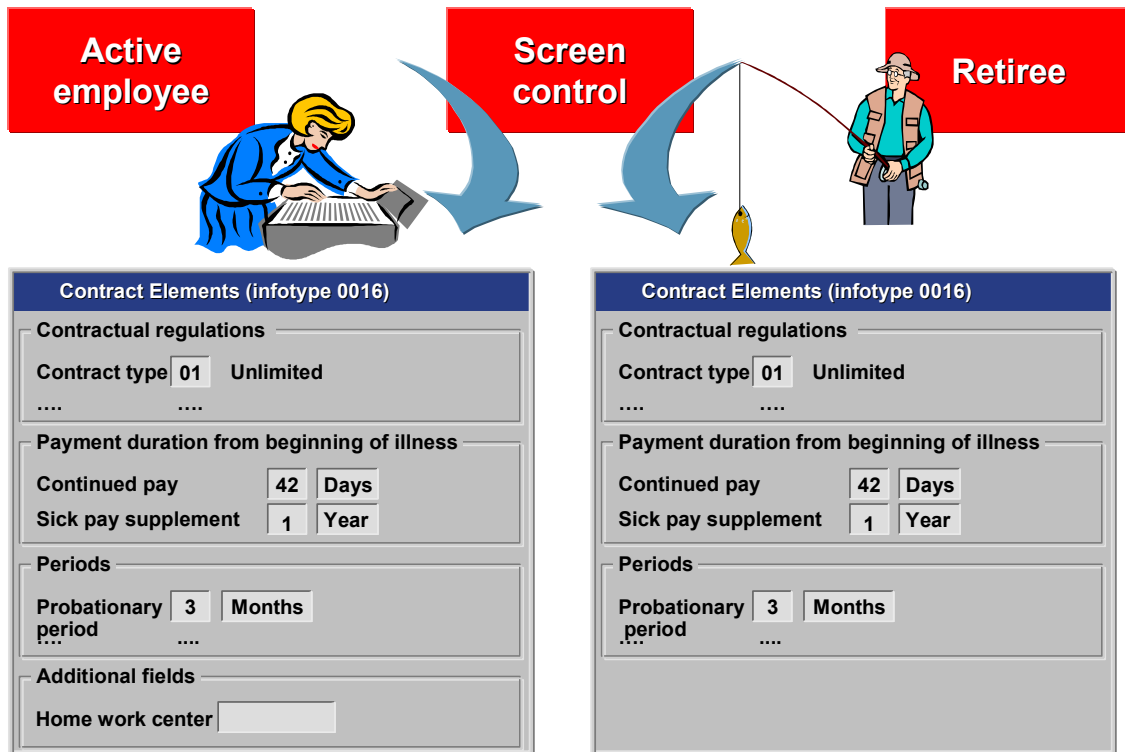 Active
employee
Screen
control
Retiree
Contract Elements (infotype 0016)
Contractual regulations
Contract type 01 Unlimited
.... ....
Payment duration from beginning of illness
Continued pay 42 Days
Sick pay supplement 1 Year
Periods
Probationary 3 Months
period
.... ....
Additional fields
Home work center
Contract Elements (infotype 0016)
Contractual regulations
Contract type 01 Unlimited
.... ....
Payment duration from beginning of illness
Continued pay 42 Days
Sick pay supplement 1 Year
Periods
Probationary 3 Months
period
.... ....